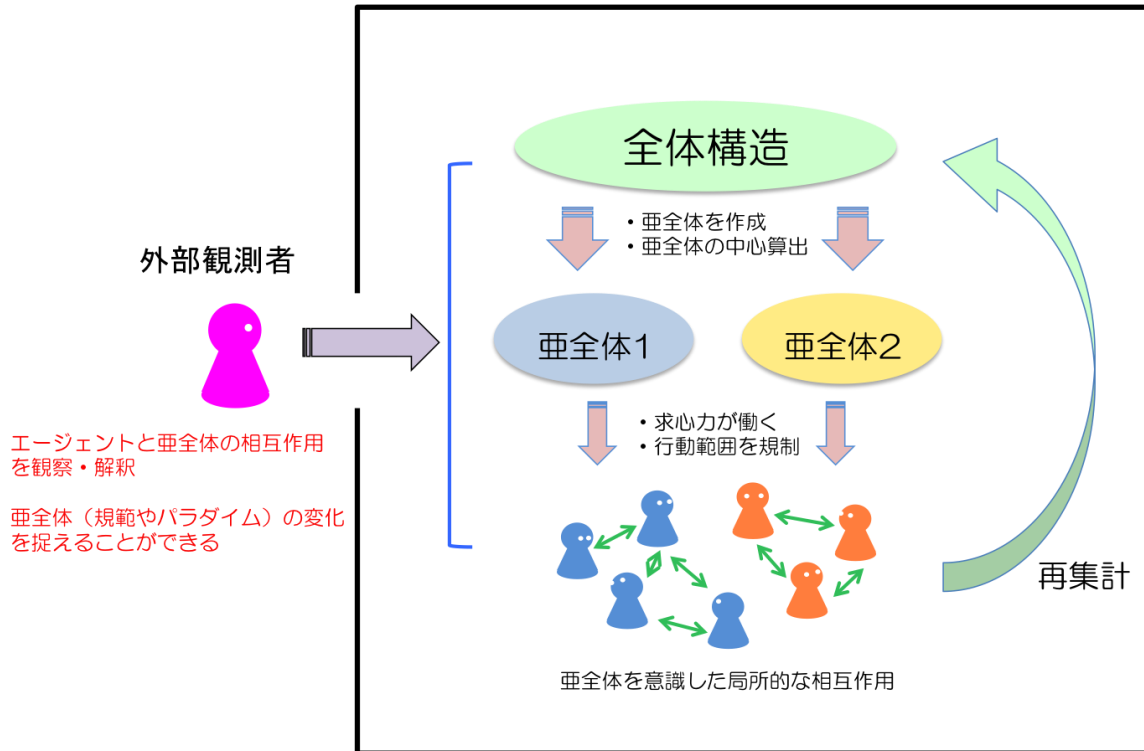 全体構造
・亜全体を作成
・亜全体の中心算出
外部観測者
亜全体1
亜全体2
・求心力が働く
・行動範囲を規制
エージェントと亜全体の相互作用
を観察・解釈
亜全体（規範やパラダイム）の変化
を捉えることができる
再集計
亜全体を意識した局所的な相互作用